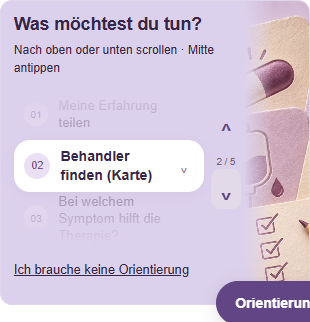 Was möchtest du tun?
Nach oben oder unten scrollen · Mitte
antippen
01
Meine Erfahrung
teilen
02
Behandler
finden (Karte)
2 / 5
03
Bei welchem
Symptom hilft die
Therapie?
Ich brauche keine Orientierung
Orientierun